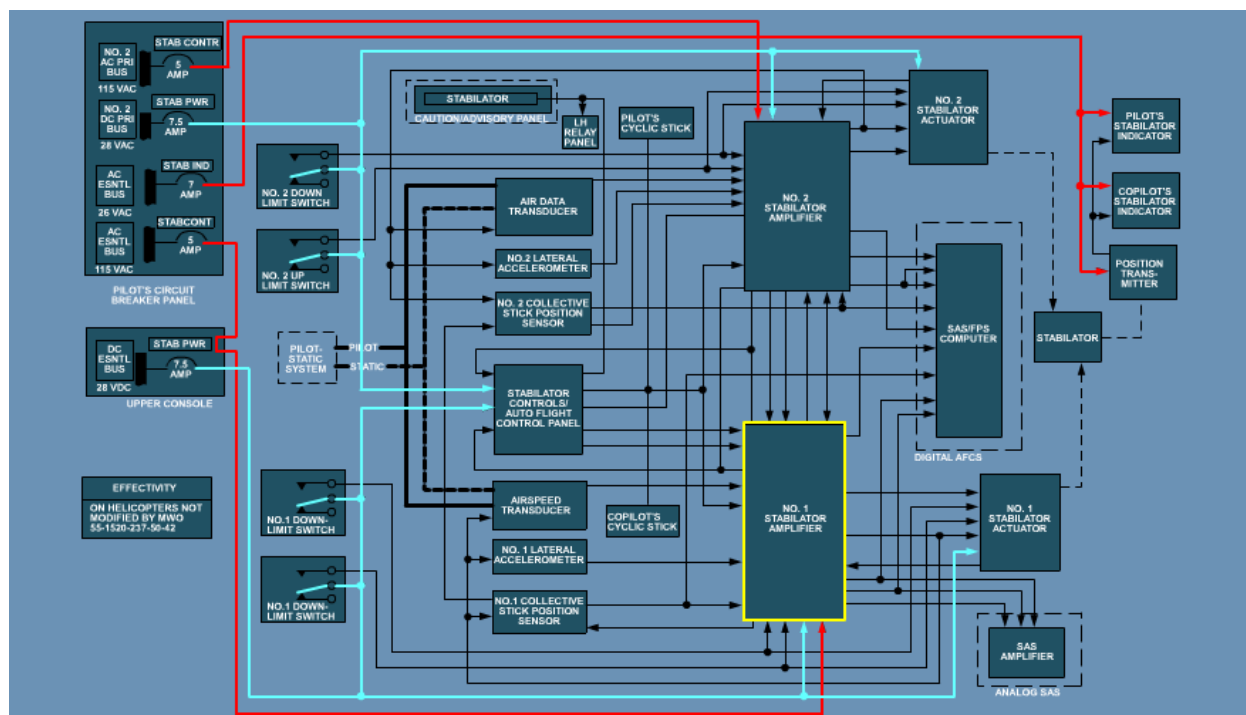 STAB CONTR
NO. 2
AC PRI
BUS
5
AMP
115 VAC
STAB PWR
NO. 2
DC PRI
BUS
7.5
AMP
28 VAC
STAB IND
AC
ESNTL
BUS
7
AMP
26 VAC
STABCONT
AC
ESNTL
BUS
5
AMP
115 VAC
PILOT'S CIRCUIT
BREAKER PANEL
STAB PWR
DC
ESNTL
BUS
7.5
AMP
28 VDC
UPPER CONSOLE
EFFECTIVITY
ON HELICOPTERS NOT
MODIFIED BY MWO
55-1520-237-50-42
NO. 2 DOWN
LIMIT SWITCH
NO. 2 UP
LIMIT SWITCH
PILOT-
STATIC
SYSTEM
PILOT
STATIC
NO.1 DOWN-
LIMIT SWITCH
NO.1 DOWN-
LIMIT SWITCH
STABILATOR
CAUTION/ADVISORY PANEL
LH
RELAY
PANEL
PILOT'S
CYCLIC STICK
AIR DATA
TRANSDUCER
NO.2 LATERAL
ACCELEROMETER
NO. 2 COLLECTIVE
STICK POSITION
SENSOR
STABILATOR
CONTROLS/
AUTO FLIGHT
CONTROL PANEL
AIRSPEED
TRANSDUCER
COPILOT'S
CYCLIC STICK
NO. 1 LATERAL
ACCELEROMETER
NO.1 COLLECTIVE
STICK POSITION
SENSOR
NO. 2
STABILATOR
AMPLIFIER
NO. 1
STABILATOR
AMPLIFIER
NO. 2
STABILATOR
ACTUATOR
SAS/FPS
COMPUTER
DIGITAL AFCS
NO. 1
STABILATOR
ACTUATOR
SAS
AMPLIFIER
ANALOG SAS
PILOT'S
STABILATOR
INDICATOR
COPILOT'S
STABILATOR
INDICATOR
POSITION
TRANS-
MITTER
STABILATOR